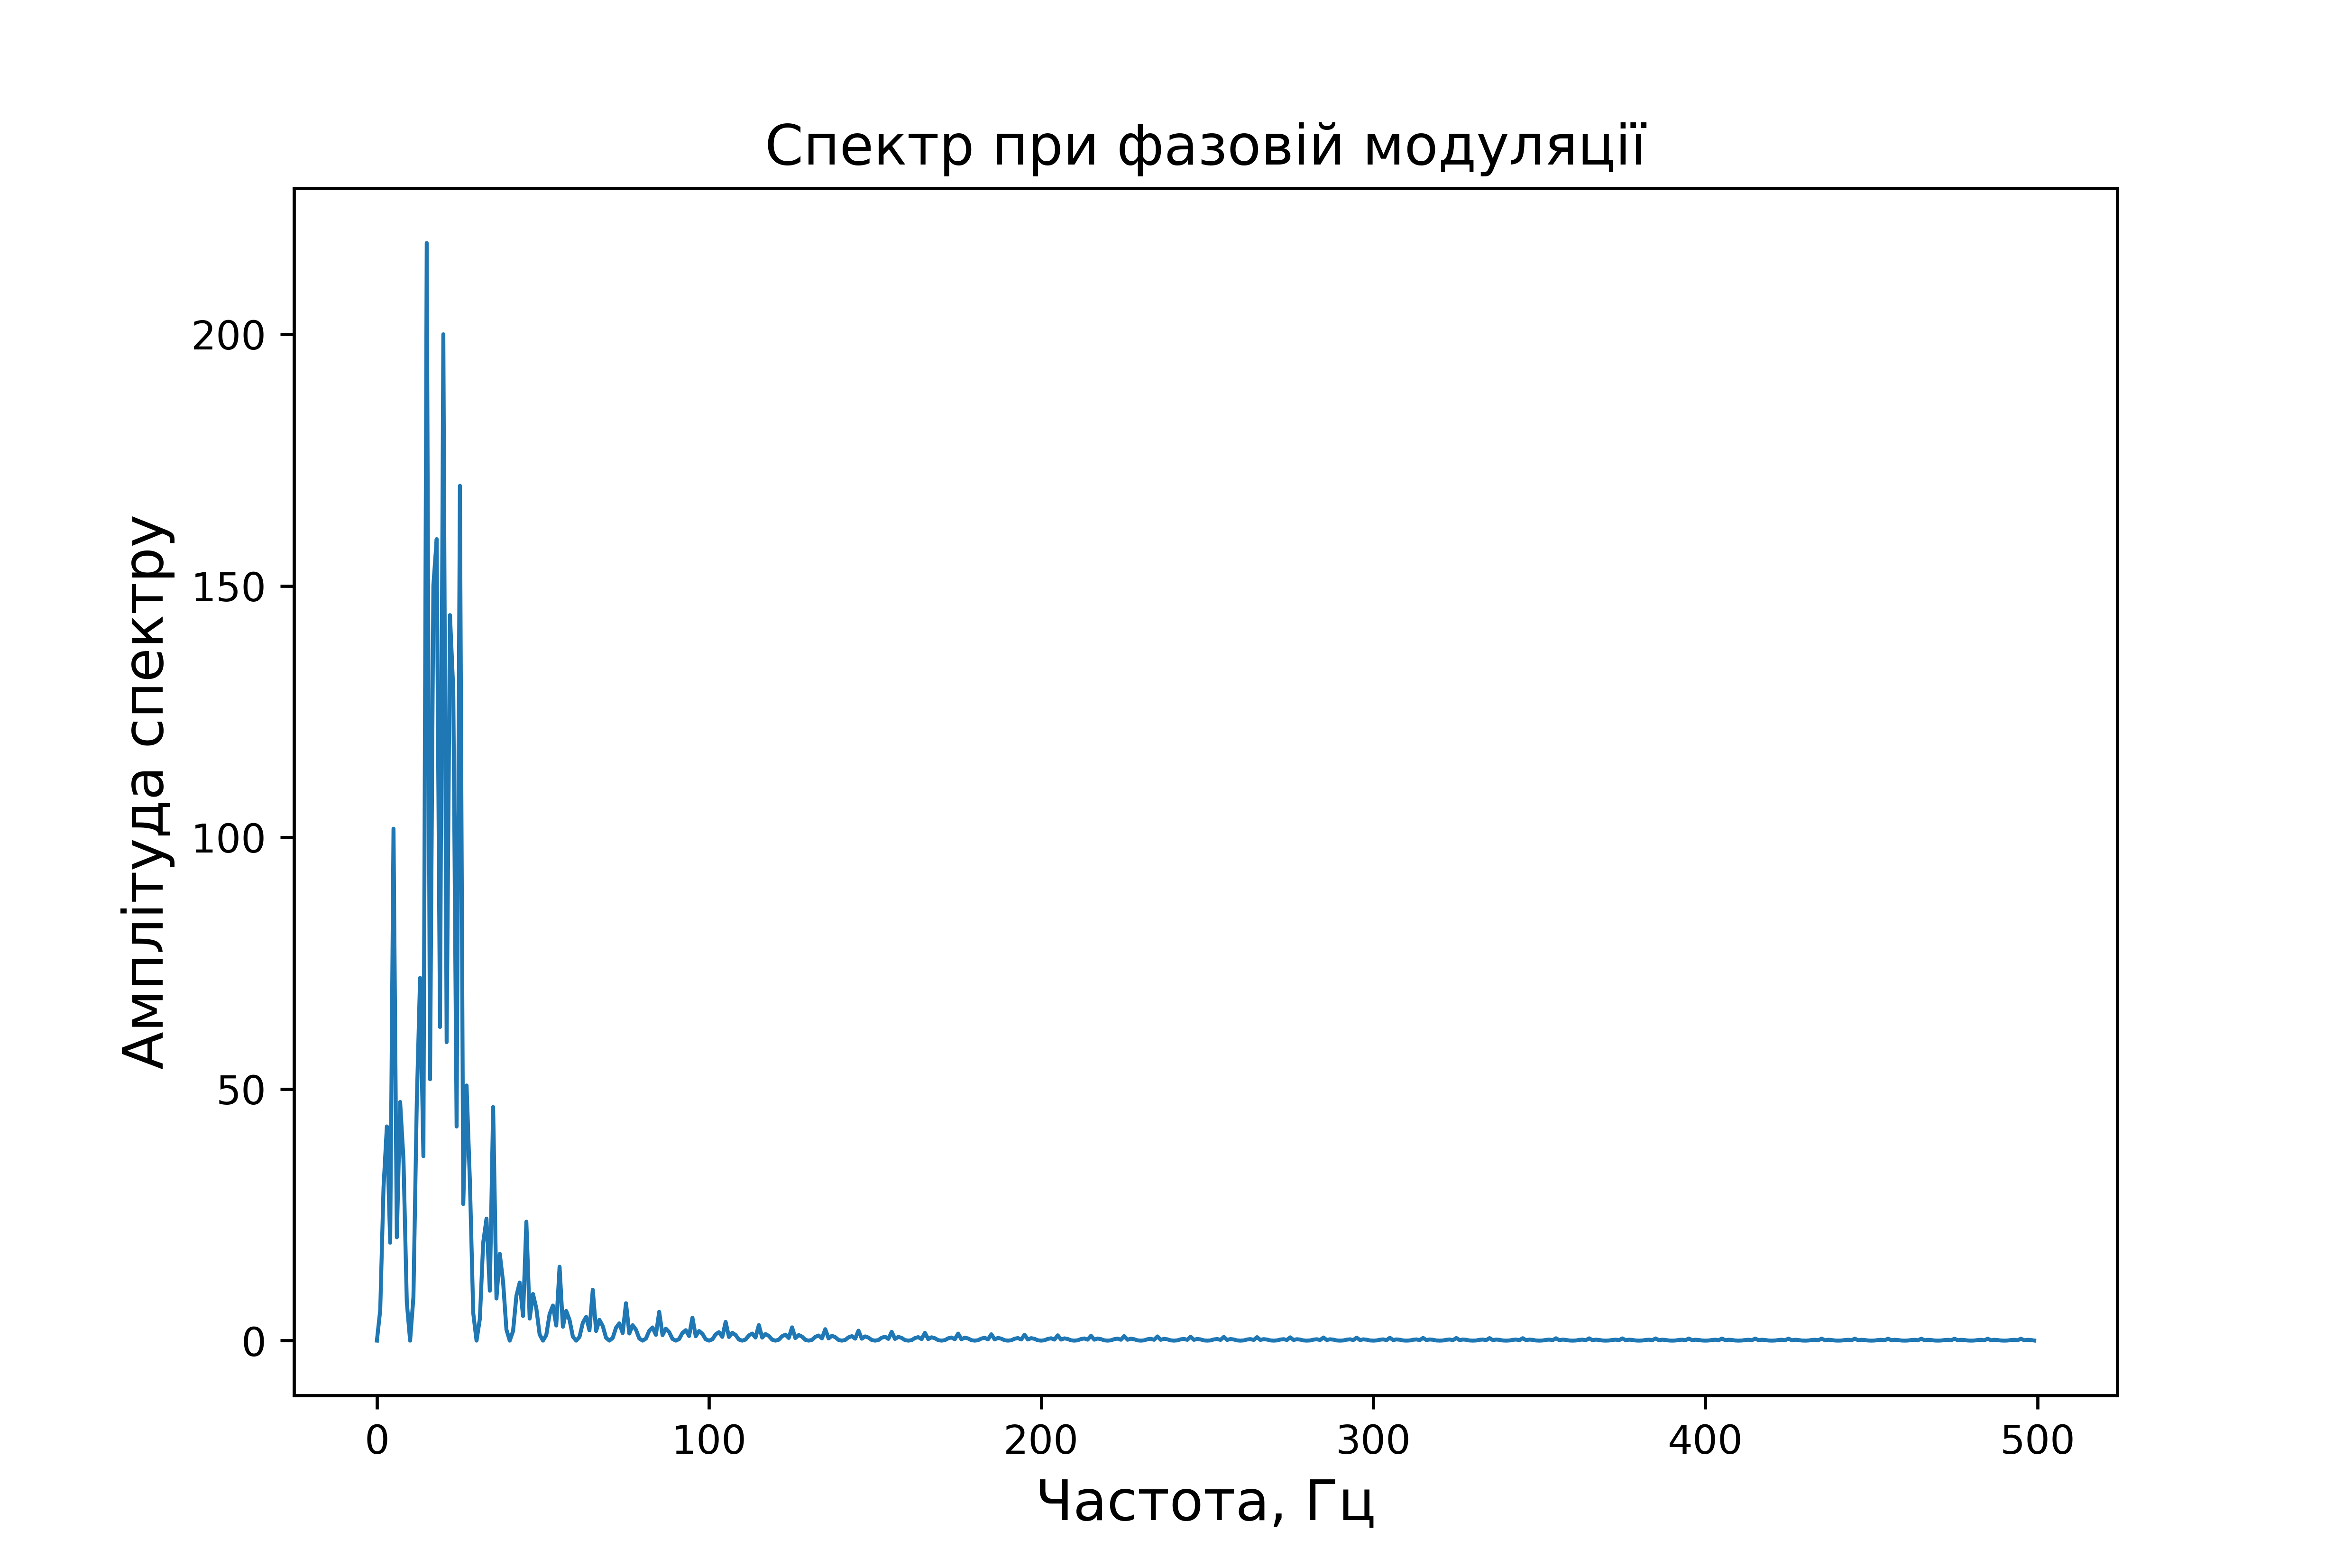 Спектр при фазовій модуляції
Амплітуда спектру
200
150
100
50
0
0 100 200 300 400 500
Частота, Гц